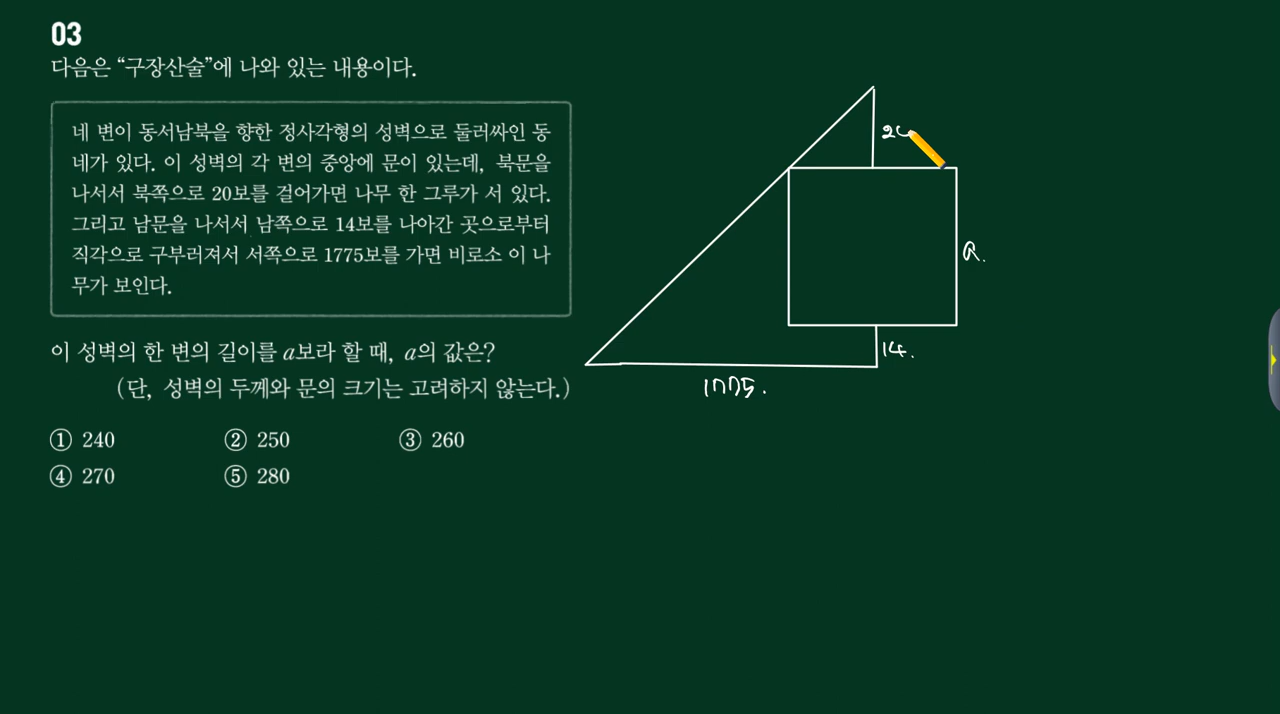 03
다음은 “구장산술”에 나와 있는 내용이다.
네 변이 동서남북을 향한 정사각형의 성벽으로 둘러싸인 동
네가 있다. 이 성벽의 각 변의 중앙에 문이 있는데, 북문을
나서서 북쪽으로 20보를 걸어가면 나무 한 그루가 서 있다.
그리고 남문을 나서서 남쪽으로 14보를 나아간 곳으로부터
직각으로 구부러져서 서쪽으로 1775보를 가면 비로소 이 나
무가 보인다.
이 성벽의 한 변의 길이를 a보라 할 때, a의 값은?
(단, 성벽의 두께와 문의 크기는 고려하지 않는다.)
① 240 ② 250 ③ 260
④ 270 ⑤ 280
20
a.
14.
1775.